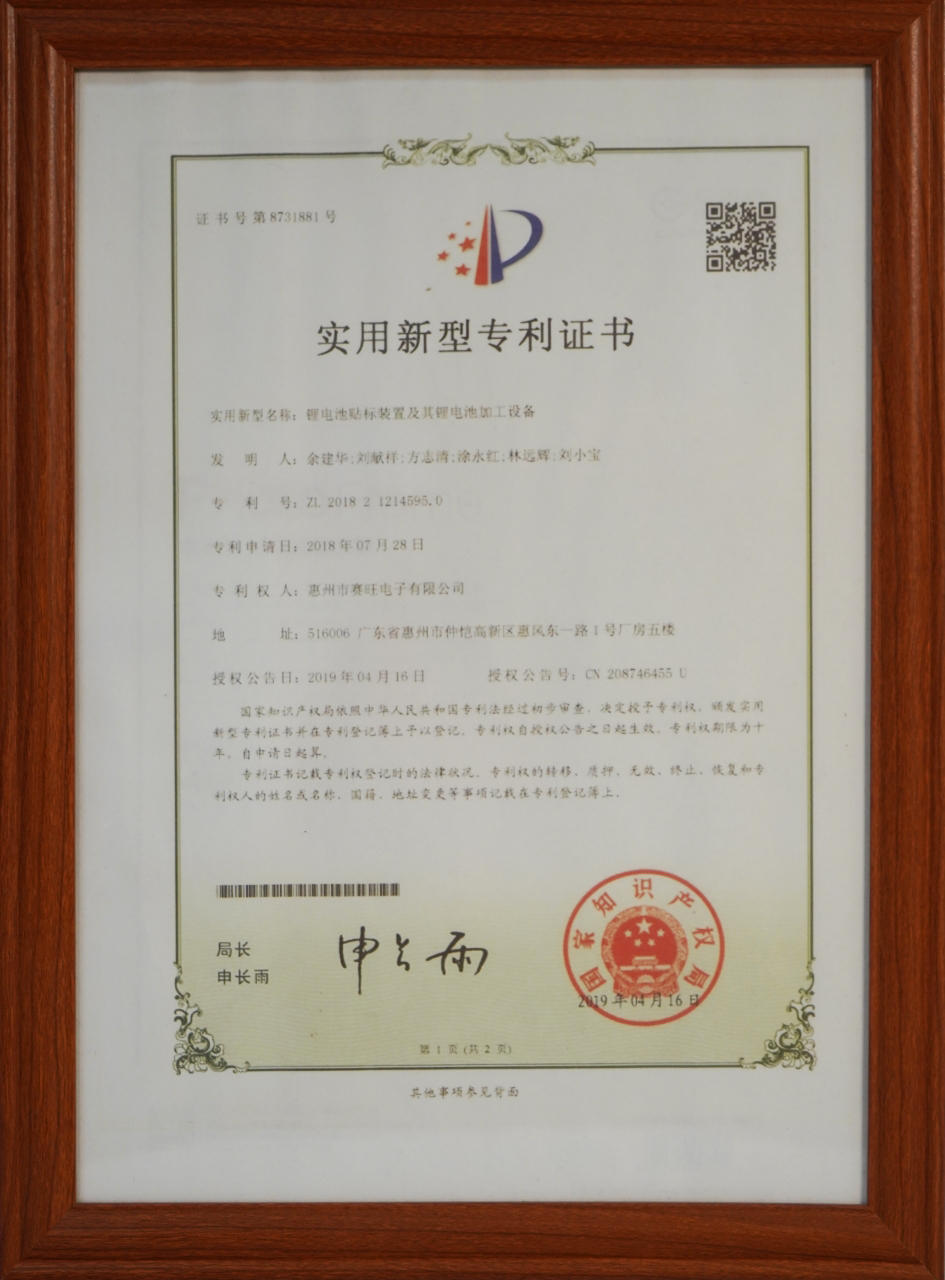 证书号第8731881号
实用新型专利证书
实用新型名称：锂电池贴标装置及其锂电池加工设备
发明人：余建华;刘献样;方志清;涂永红;林远辉;刘小宝
专利号：ZL 2018 2 1214595.0
专利申请日：2018年07月28日
专利权人：惠州市赛旺电子有限公司
地址：516006 广东省惠州市仲恺高新区惠风东一路1号厂房五楼
授权公告日：2019年04月16日 授权公告号：CN 208746455 U
国家知识产权局依照中华人民共和国专利法经过初步审查，决定授予专利权，颁发实用
新型专利证书并在专利登记簿上予以登记。专利权自授权公告之日起生效。专利权期限为十
年，自申请日起算。
专利证书记载专利权登记时的法律状况。专利权的转移、质押、无效、终止、恢复和专
利权人的姓名或名称、国籍、地址变更等事项记载在专利登记簿上。
局长
申长雨
申长雨
国家知识产权局
2019年04月16日
第 1 页 (共 2 页)
其他事项参见背面